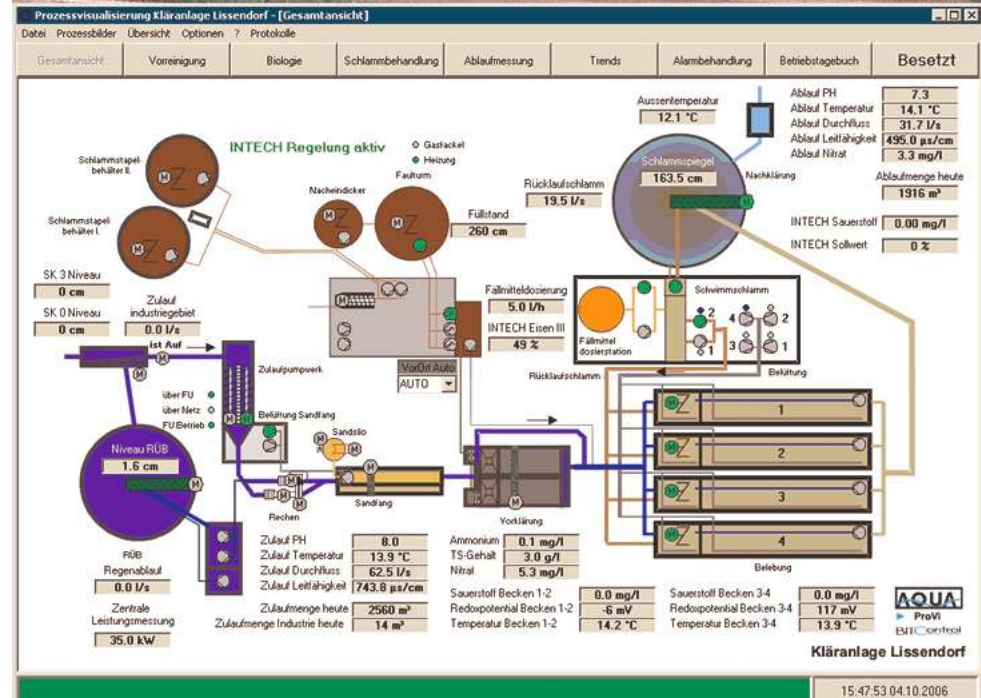 Prozessvisualisierung Kläranlage Lissendorf - [Gesamtansicht]
Datei Prozessbilder Übersicht Optionen ? Protokolle
Gesamtansicht Vorreinigung Biologie Schlammbehandlung Ablaufmessung Trends Alarmbehandlung Betriebstagebuch Besetzt
Aussentemperatur
12.1 °C
Ablauf PH 7.3
Ablauf Temperatur 14.1 °C
Ablauf Durchfluss 31.7 l/s
Ablauf Leitfähigkeit 495.0 µs/cm
Ablauf Nitrat 3.3 mg/l
Ablaufmenge heute
1916 m³
INTECH Sauerstoff 0.00 mg/l
INTECH Sollwert 0 %
INTECH Regelung aktiv
Gasfackel
Heizung
Schlammstapel-
behälter II.
Schlammstapel
behälter I.
Nacheindicker
Faulturm
Füllstand
260 cm
Rücklaufschlamm
19.5 l/s
Schlammspiegel
163.5 cm
Nachklärung
SK 3 Niveau
0 cm
SK 0 Niveau
0 cm
Zulauf
industriegebiet
0.0 l/s
ist Auf
Fällmitteldosierung
5.0 l/h
INTECH Eisen III
49 %
VorOrt Auto
AUTO
Schwimmschlamm
Fällmittel
dosierstation
2
1
4
2
3
1
Rücklaufschlamm
Belüftung
Zulaufpumpwerk
über FU
über Netz
FU Betrieb
Belüftung Sandfang
Sandsilo
Niveau RÜB
1.6 cm
Rechen
Sandfang
Vorklärung
1
2
3
4
Belebung
RÜB
Regenablauf
0.0 l/s
Zentrale
Leistungsmessung
35.0 kW
Zulauf PH 8.0
Zulauf Temperatur 13.9 °C
Zulauf Durchfluss 62.5 l/s
Zulauf Leitfähigkeit 743.8 µs/cm
Zulaufmenge heute 2560 m³
Zulaufmenge Industrie heute 14 m³
Ammonium 0.1 mg/l
TS-Gehalt 3.0 g/l
Nitrat 5.3 mg/l
Sauerstoff Becken 1-2 0.0 mg/l
Redoxpotential Becken 1-2 -6 mV
Temperatur Becken 1-2 14.2 °C
Sauerstoff Becken 3-4 0.0 mg/l
Redoxpotential Becken 3-4 117 mV
Temperatur Becken 3-4 13.9 °C
AQUA
ProVi
BITControl
Kläranlage Lissendorf
15:47:53 04.10.2006